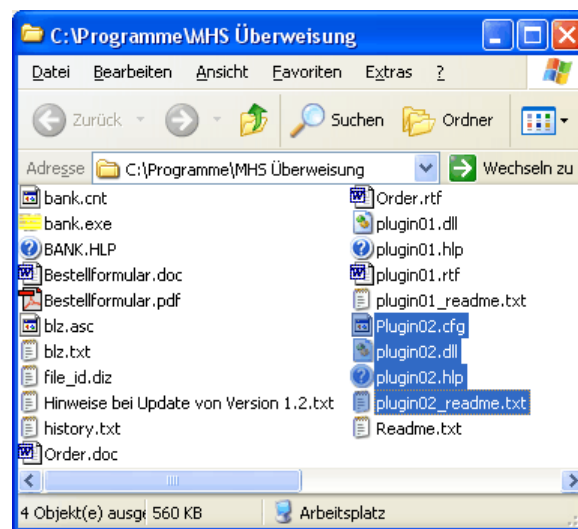 C:\Programme\MHS Überweisung
Datei Bearbeiten Ansicht Favoriten Extras ?
Zurück Suchen Ordner
Adresse C:\Programme\MHS Überweisung Wechseln zu
bank.cnt
bank.exe
BANK.HLP
Bestellformular.doc
Bestellformular.pdf
blz.asc
blz.txt
file_id.diz
Hinweise bei Update von Version 1.2.txt
history.txt
Order.doc
Order.rtf
plugin01.dll
plugin01.hlp
plugin01.rtf
plugin01_readme.txt
Plugin02.cfg
plugin02.dll
plugin02.hlp
plugin02_readme.txt
Readme.txt
4 Objekt(e) ausge 560 KB Arbeitsplatz